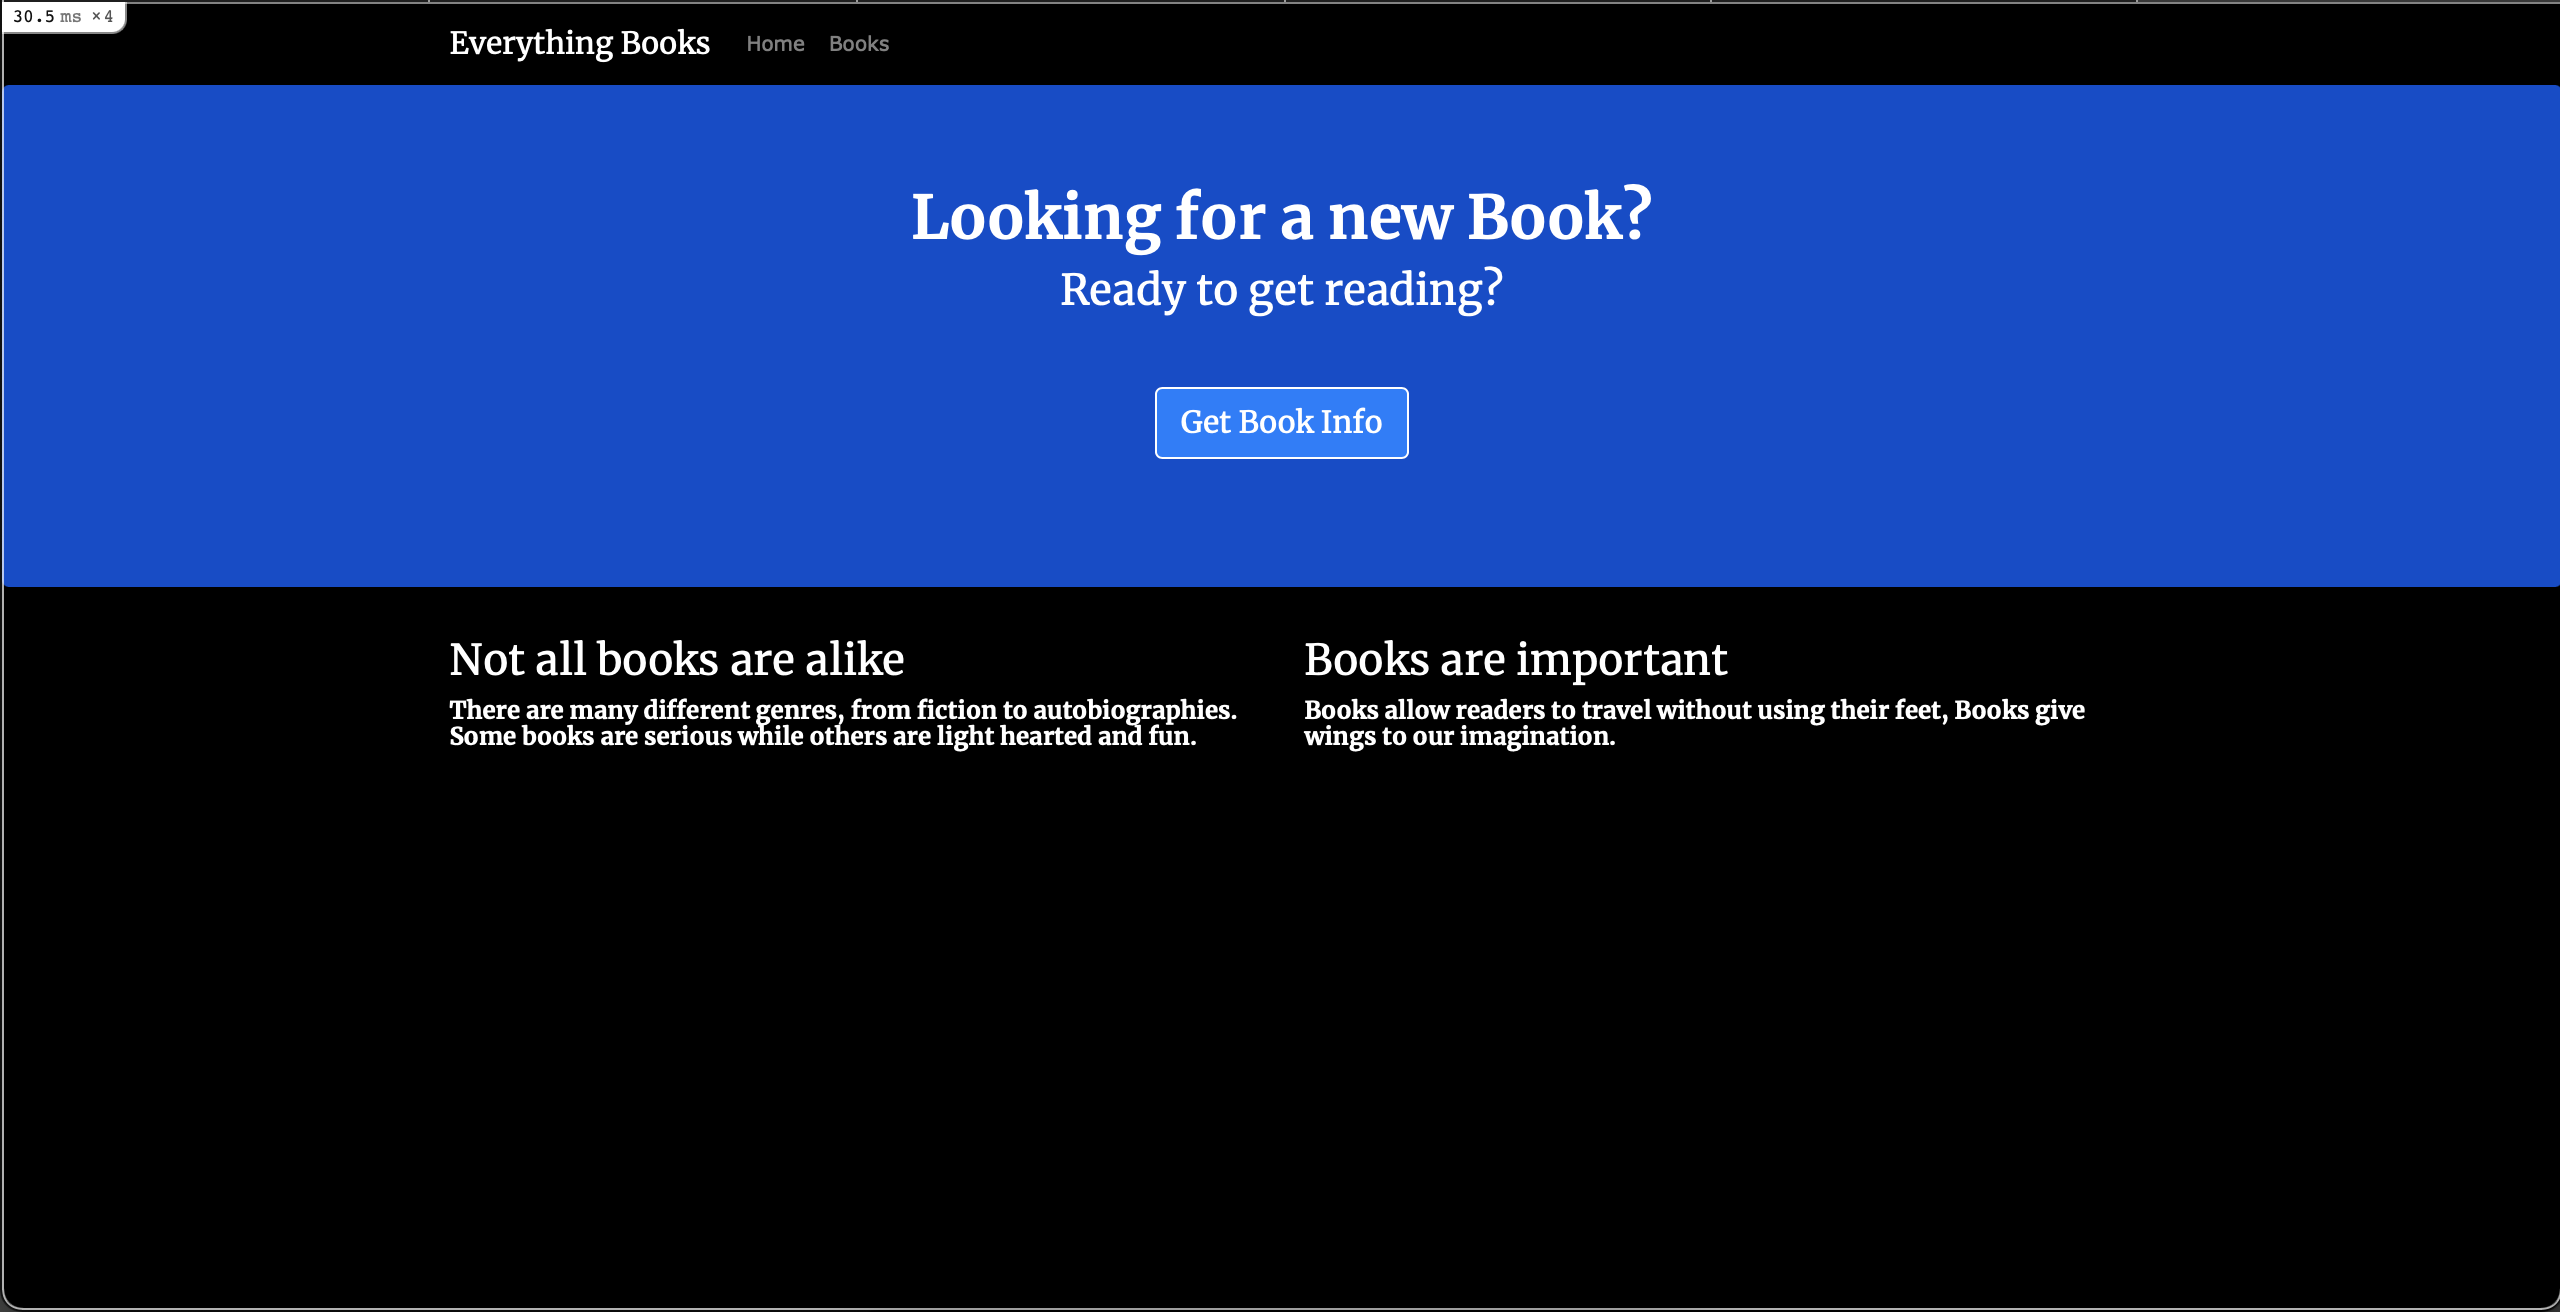 30.5 ms ×4
Everything Books Home Books
Looking for a new Book?
Ready to get reading?
Get Book Info
Not all books are alike
There are many different genres, from fiction to autobiographies.
Some books are serious while others are light hearted and fun.
Books are important
Books allow readers to travel without using their feet, Books give
wings to our imagination.